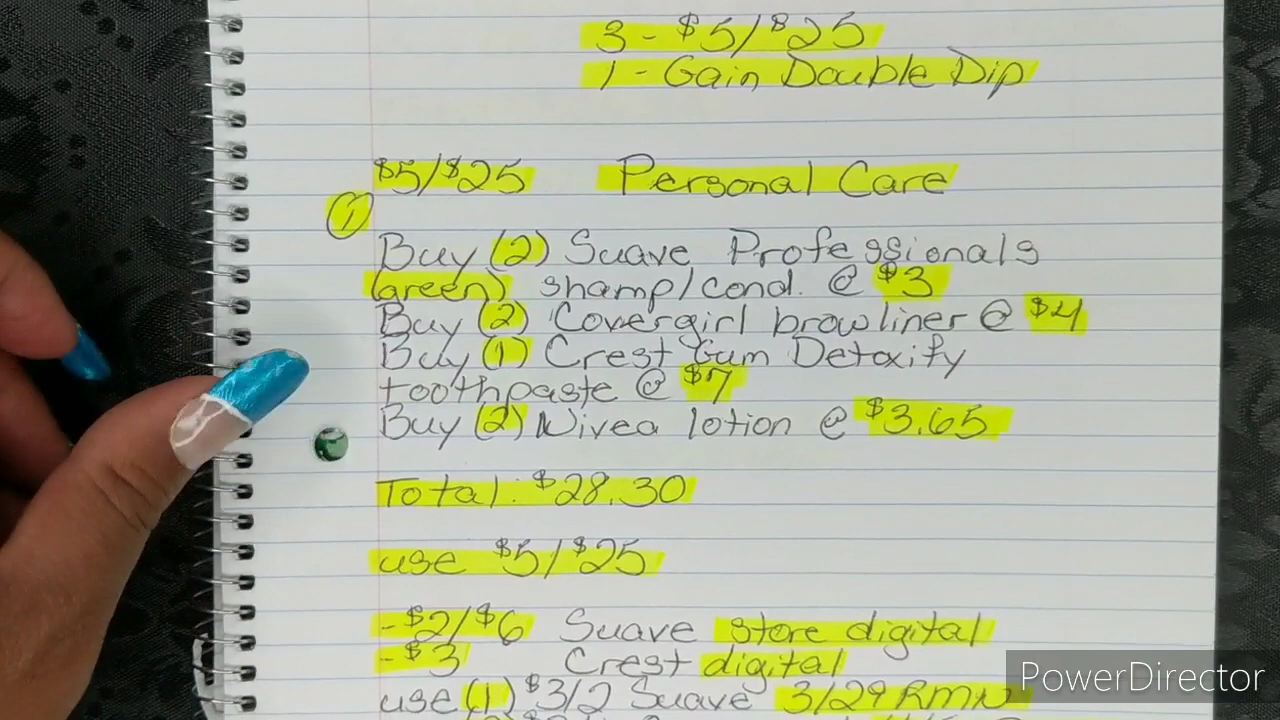 3 - $5/$25
1 - Gain Double Dip
$5/$25 Personal Care
1
Buy (2) Suave Professionals
(green) shamp/cond. @ $3
Buy (2) Covergirl browliner @ $4
Buy (1) Crest Gum Detoxify
toothpaste @ $7
Buy (2) Nivea lotion @ $3.65
Total: $28.30
use $5/$25
-$2/$6 Suave store digital
-$3 Crest digital
use (1) $3/2 Suave 3/29 RMN
PowerDirector